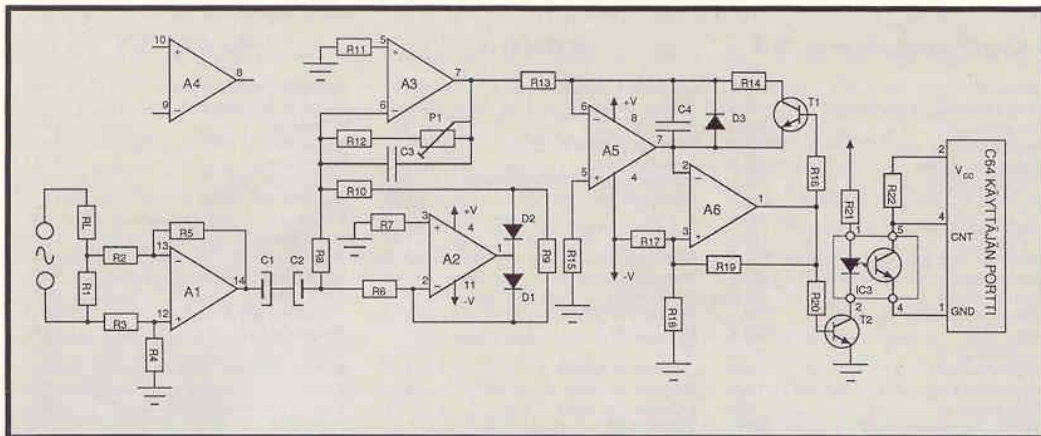 10
+
A4
8
9
−
R11
5
+
A3
7
6
−
R12
P1
C3
R10
R13
R14
T1
C4
D3
+V
8
6
−
A5
7
5
+
4
2
−
A6
1
R16
R15
R17
3
+
-V
R19
R18
R20
T2
R21
R22
1
5
IC3
2
4
2
Vcc
4
CNT
1
GND
C64 KÄYTTÄJÄN PORTTI
RL
R1
R2
R5
13
−
A1
14
12
+
R3
R4
C1
C2
R8
R7
3
+
+V
4
A2
1
2
−
11
-V
R6
D2
D1
R9